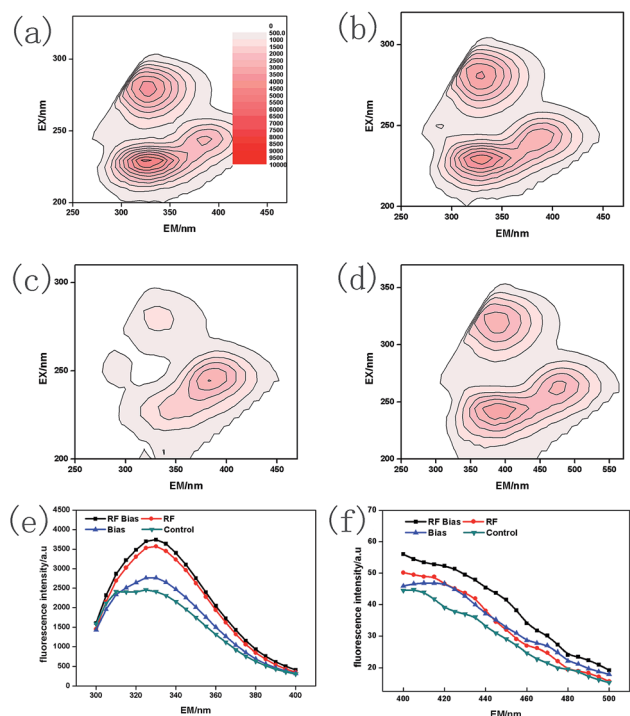 (a)
300
250
200
EX/nm
250 300 350 400 450
EM/nm
0
500.0
1000
1500
2000
2500
3000
3500
4000
4500
5000
5500
6000
6500
7000
7500
8000
8500
9000
9500
10000
(b)
300
250
200
EX/nm
250 300 350 400 450
EM/nm
(c)
300
250
200
EX/nm
250 300 350 400 450
EM/nm
(d)
350
300
250
200
EX/nm
250 300 350 400 450 500 550
EM/nm
(e)
RF Bias RF
Bias Control
4500
4000
3500
3000
2500
2000
1500
1000
500
0
fluorescence intensity/a.u
300 320 340 360 380 400
EM/nm
(f)
RF Bias RF
Bias Control
70
60
50
40
30
20
fluorescence intensity/a.u
400 420 440 460 480 500
EM/nm